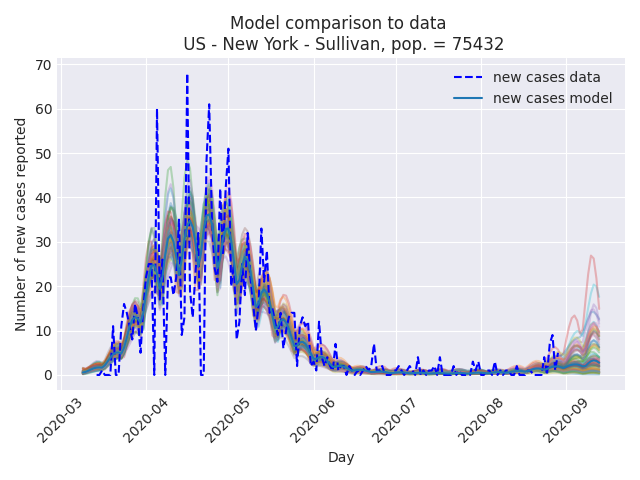 Model comparison to data
US - New York - Sullivan, pop. = 75432
new cases data
new cases model
Number of new cases reported
70
60
50
40
30
20
10
0
2020-03
2020-04
2020-05
2020-06
2020-07
2020-08
2020-09
Day